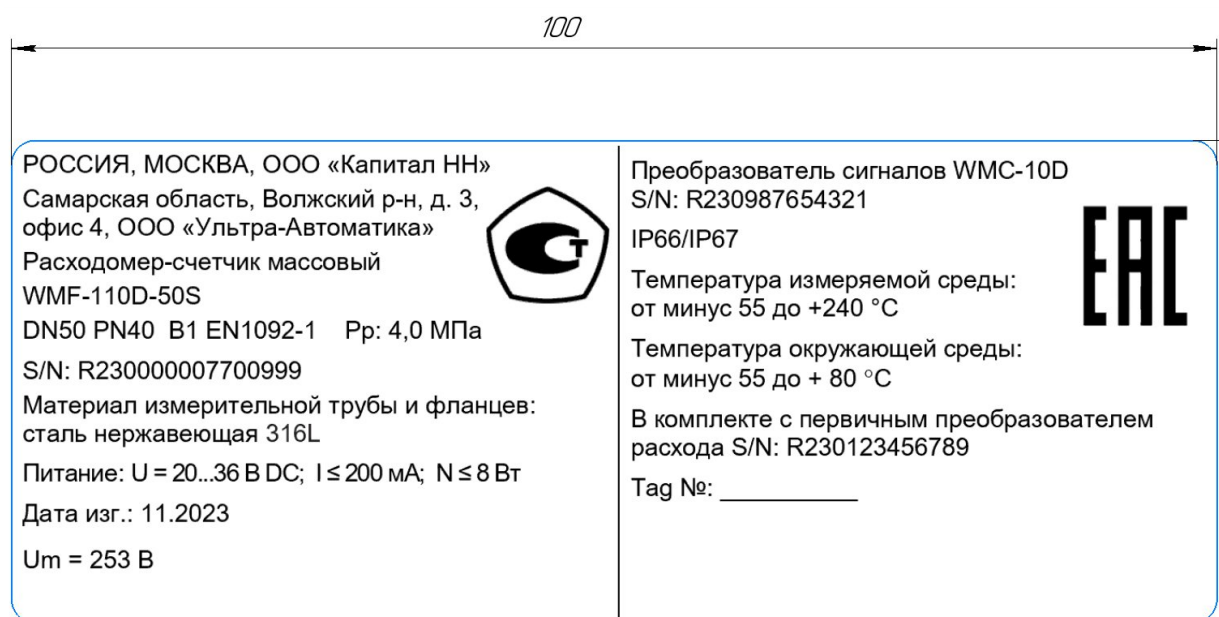 100
РОССИЯ, МОСКВА, ООО «Капитал НН»
Самарская область, Волжский р-н, д. 3,
офис 4, ООО «Ультра-Автоматика»
Расходомер-счетчик массовый
WMF-110D-50S
DN50 PN40 B1 EN1092-1 Pp: 4,0 МПа
S/N: R230000007700999
Материал измерительной трубы и фланцев:
сталь нержавеющая 316L
Питание: U = 20...36 В DC; I ≤ 200 мА; N ≤ 8 Вт
Дата изг.: 11.2023
Um = 253 В
Преобразователь сигналов WMC-10D
S/N: R230987654321
IP66/IP67
Температура измеряемой среды:
от минус 55 до +240 °C
Температура окружающей среды:
от минус 55 до + 80 °C
В комплекте с первичным преобразователем
расхода S/N: R230123456789
Tag №: __________
EAC